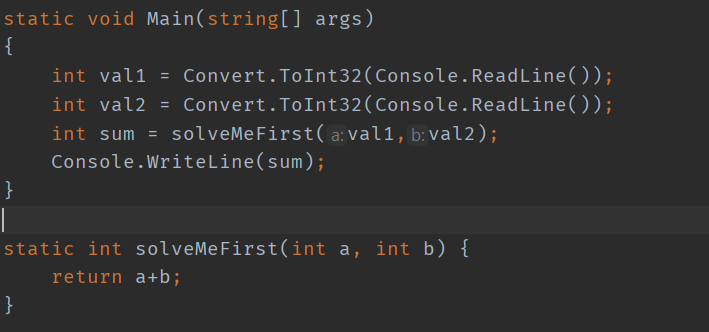 static void Main(string[] args)
{
    int val1 = Convert.ToInt32(Console.ReadLine());
    int val2 = Convert.ToInt32(Console.ReadLine());
    int sum = solveMeFirst(a:val1,b:val2);
    Console.WriteLine(sum);
}

static int solveMeFirst(int a, int b) {
    return a+b;
}